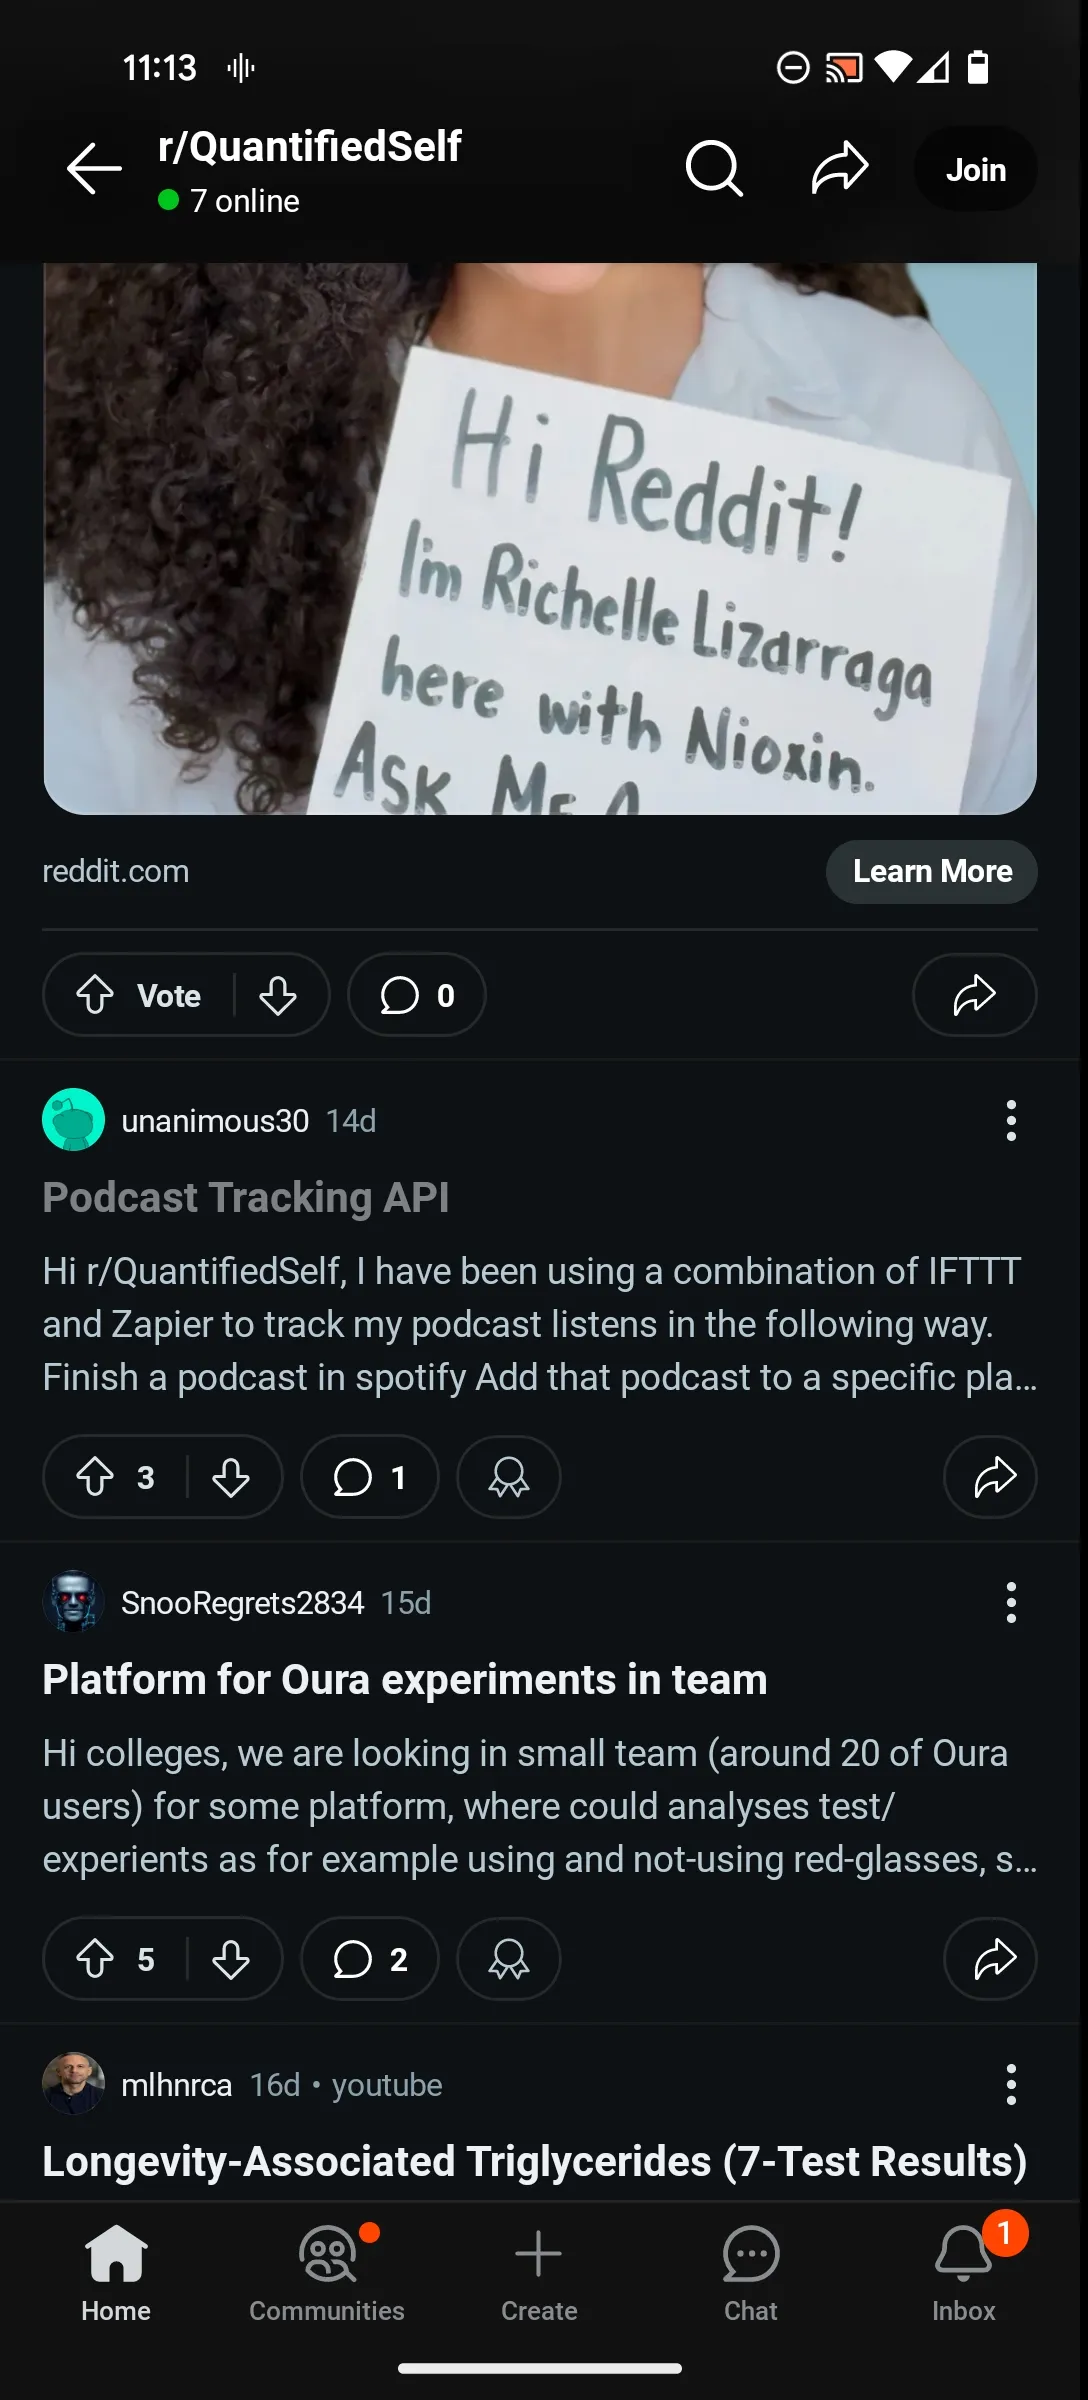 11:13
r/QuantifiedSelf
7 online
Join
Hi Reddit!
I'm Richelle Lizarraga
here with Nioxin.
Ask Me A
reddit.com
Learn More
Vote
0
unanimous30 14d
Podcast Tracking API
Hi r/QuantifiedSelf, I have been using a combination of IFTTT
and Zapier to track my podcast listens in the following way.
Finish a podcast in spotify Add that podcast to a specific pla...
3
1
SnooRegrets2834 15d
Platform for Oura experiments in team
Hi colleges, we are looking in small team (around 20 of Oura
users) for some platform, where could analyses test/
experients as for example using and not-using red-glasses, s...
5
2
mlhnrca 16d • youtube
Longevity-Associated Triglycerides (7-Test Results)
1
Home
Communities
Create
Chat
Inbox